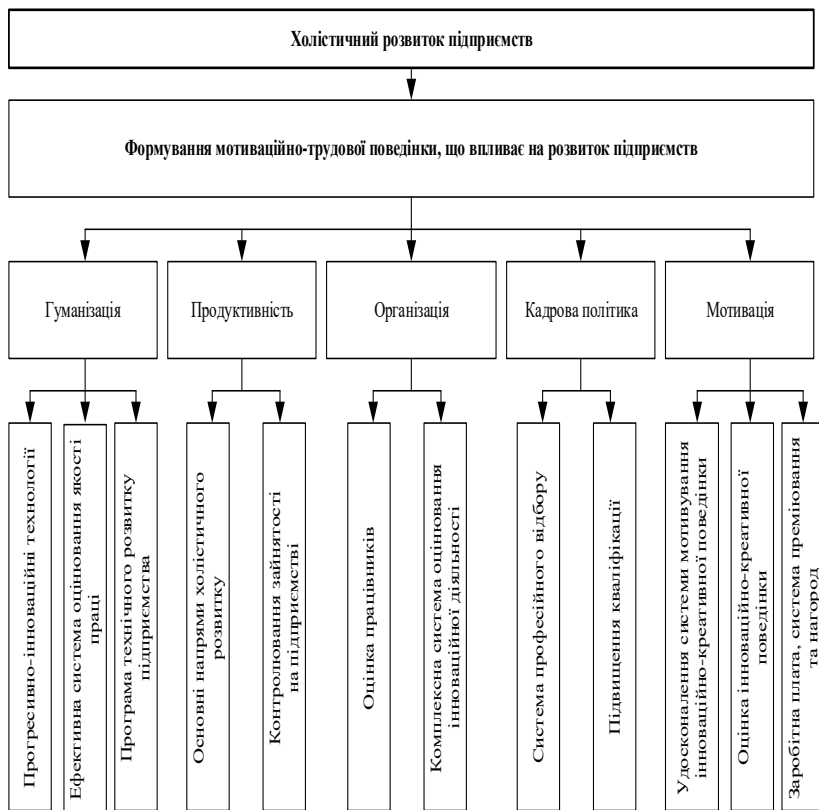 Холістичний розвиток підприємств
Формування мотиваційно-трудової поведінки, що впливає на розвиток підприємств
Гуманізація
Продуктивність
Організація
Кадрова політика
Мотивація
Прогресивно-інноваційні технології
Ефективна система оцінювання якості
праці
Програма технічного розвитку
підприємства
Основні напрями холістичного
розвитку
Контролювання зайнятості
на підприємстві
Оцінка працівників
Комплексна система оцінювання
інноваційної діяльності
Система професійного відбору
Підвищення кваліфікації
Удосконалення системи мотивування
інноваційно-креативної поведінки
Оцінка інноваційно-креативної
поведінки
Заробітна плата, система преміювання
та нагород